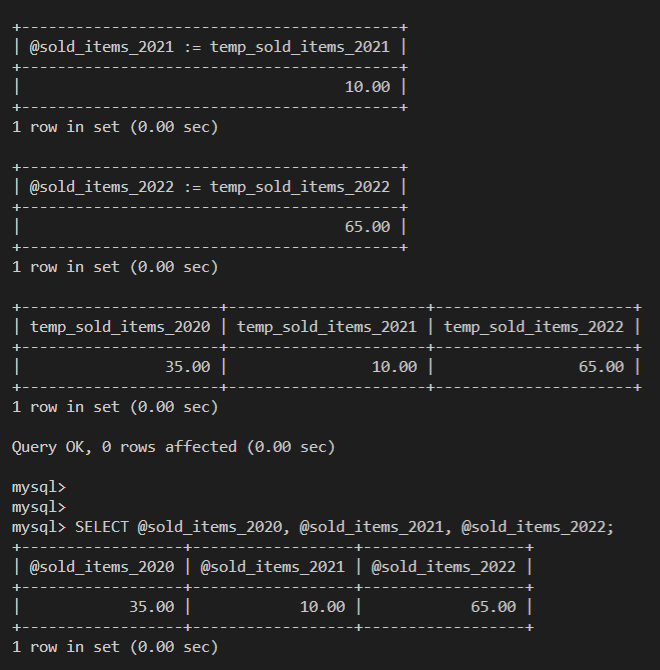 +------------------------------------------+
| @sold_items_2021 := temp_sold_items_2021 |
+------------------------------------------+
|                                    10.00 |
+------------------------------------------+
1 row in set (0.00 sec)

+------------------------------------------+
| @sold_items_2022 := temp_sold_items_2022 |
+------------------------------------------+
|                                    65.00 |
+------------------------------------------+
1 row in set (0.00 sec)

+----------------------+----------------------+----------------------+
| temp_sold_items_2020 | temp_sold_items_2021 | temp_sold_items_2022 |
+----------------------+----------------------+----------------------+
|                35.00 |                10.00 |                65.00 |
+----------------------+----------------------+----------------------+
1 row in set (0.00 sec)

Query OK, 0 rows affected (0.00 sec)

mysql>
mysql>
mysql> SELECT @sold_items_2020, @sold_items_2021, @sold_items_2022;
+------------------+------------------+------------------+
| @sold_items_2020 | @sold_items_2021 | @sold_items_2022 |
+------------------+------------------+------------------+
|            35.00 |            10.00 |            65.00 |
+------------------+------------------+------------------+
1 row in set (0.00 sec)